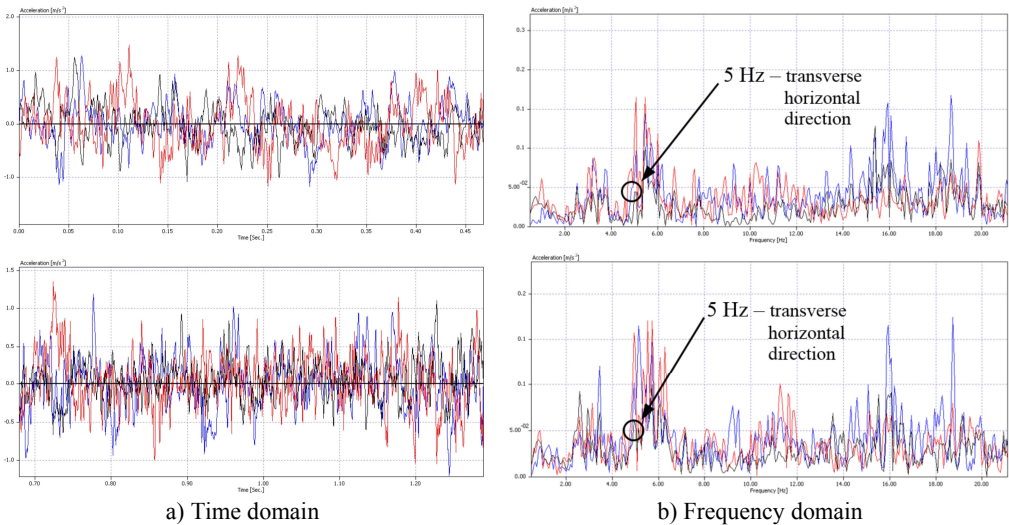 Acceleration [m/s²]
2.0
1.0
0.0
-1.0
0.00 0.05 0.10 0.15 0.20 0.25 0.30 0.35 0.40 0.45
Time [Sec.]
Acceleration [m/s²]
0.3
0.2
0.1
0.1
5.00-02
0.00
2.00 4.00 6.00 8.00 10.00 12.00 14.00 16.00 18.00 20.00
Frequency [Hz]
5 Hz – transverse
horizontal
direction
Acceleration [m/s²]
1.5
1.0
0.5
0.0
-0.5
-1.0
0.70 0.80 0.90 1.00 1.10 1.20
Time [Sec.]
Acceleration [m/s²]
0.2
0.1
0.1
5.00-02
0.00
2.00 4.00 6.00 8.00 10.00 12.00 14.00 16.00 18.00 20.00
Frequency [Hz]
5 Hz – transverse
horizontal
direction
a) Time domain
b) Frequency domain